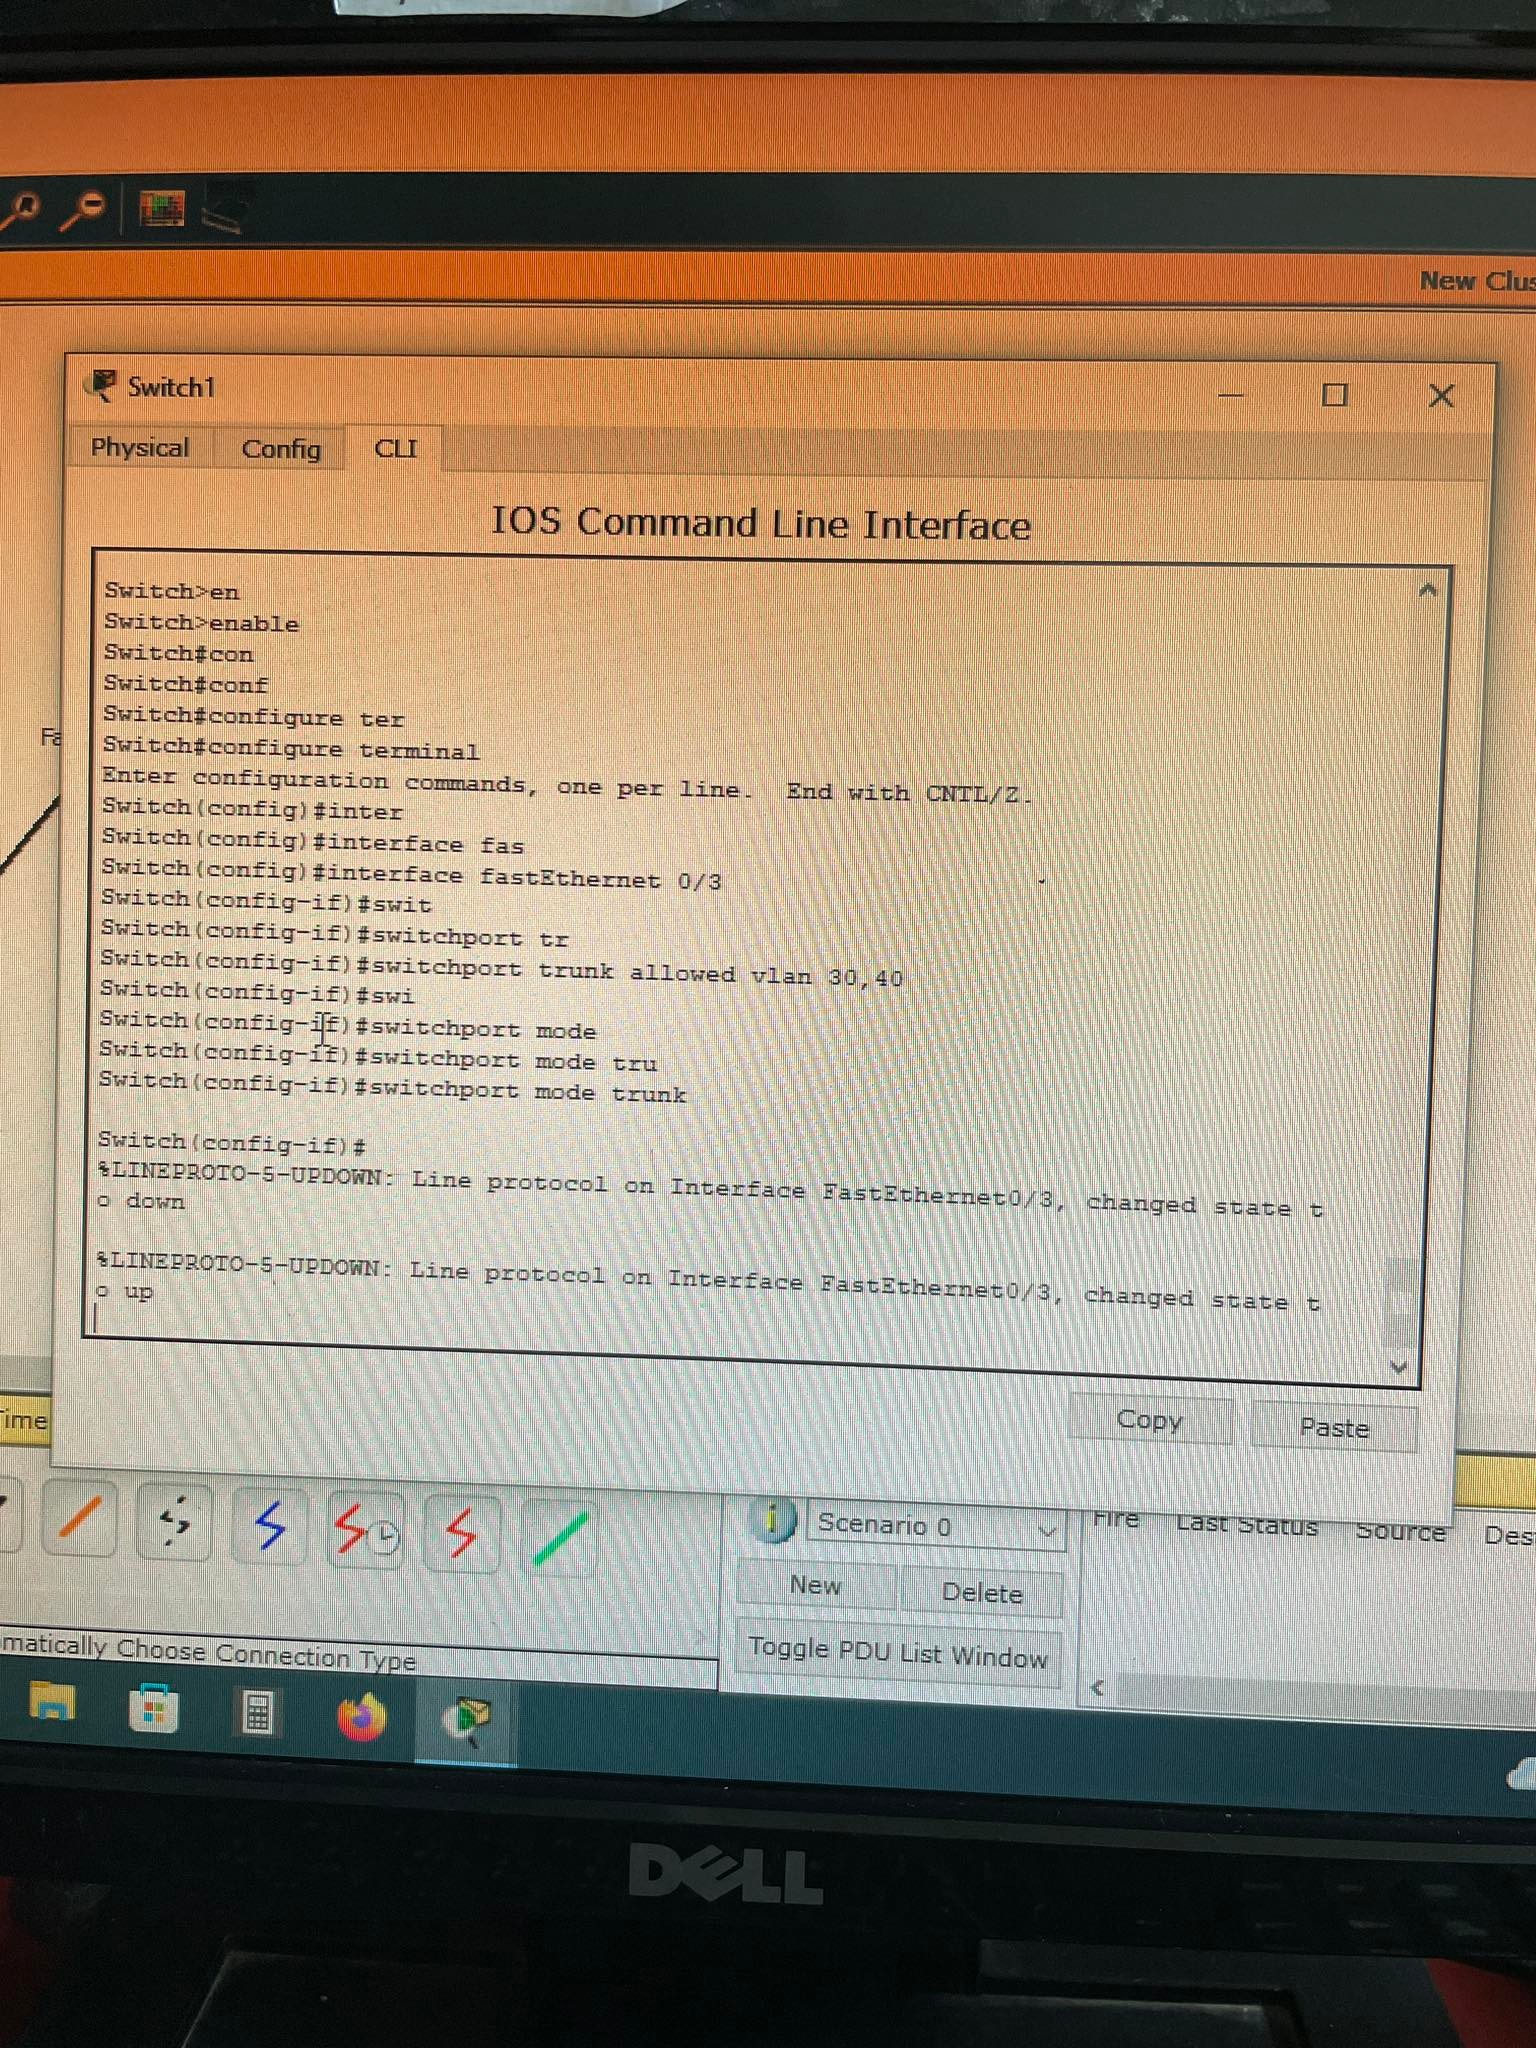 New Clus
Switch1
Physical
Config
CLI
IOS Command Line Interface
Switch>en
Switch>enable
Switch#con
Switch#conf
Switch#configure ter
Switch#configure terminal
Enter configuration commands, one per line.  End with CNTL/Z.
Switch(config)#inter
Switch(config)#interface fas
Switch(config)#interface fastEthernet 0/3
Switch(config-if)#swit
Switch(config-if)#switchport tr
Switch(config-if)#switchport trunk allowed vlan 30,40
Switch(config-if)#swi
Switch(config-if)#switchport mode
Switch(config-if)#switchport mode tru
Switch(config-if)#switchport mode trunk
Switch(config-if)#
%LINEPROTO-5-UPDOWN: Line protocol on Interface FastEthernet0/3, changed state t
o down
%LINEPROTO-5-UPDOWN: Line protocol on Interface FastEthernet0/3, changed state t
o up
Fa
Copy
Paste
Time
Scenario 0
Fire
Last Status
Source
Des
New
Delete
Toggle PDU List Window
omatically Choose Connection Type
DELL